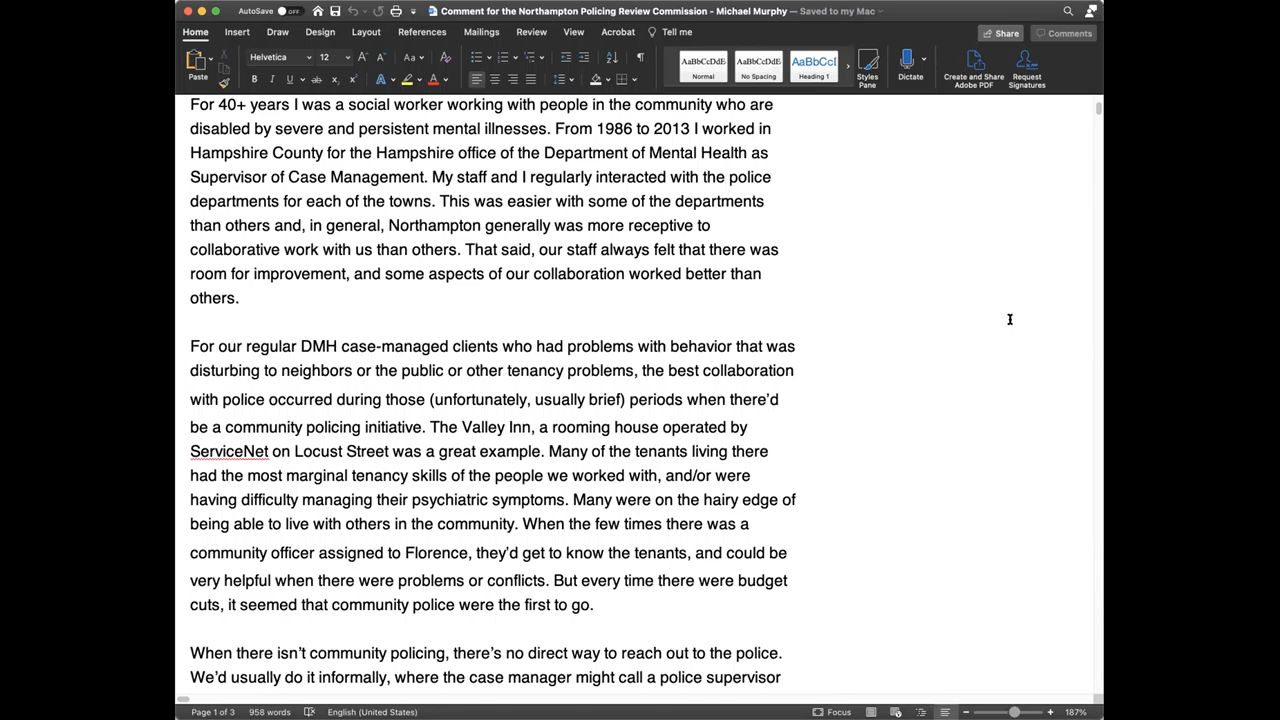 AutoSave OFF Comment for the Northampton Policing Review Commission - Michael Murphy — Saved to my Mac
Home Insert Draw Design Layout References Mailings Review View Acrobat Tell me Share Comments
Paste Helvetica 12 AaBbCcDdE Normal AaBbCcDdE No Spacing AaBbCcD Heading 1 Styles Pane Dictate Create and Share Adobe PDF Request Signatures
For 40+ years I was a social worker working with people in the community who are
disabled by severe and persistent mental illnesses. From 1986 to 2013 I worked in
Hampshire County for the Hampshire office of the Department of Mental Health as
Supervisor of Case Management. My staff and I regularly interacted with the police
departments for each of the towns. This was easier with some of the departments
than others and, in general, Northampton generally was more receptive to
collaborative work with us than others. That said, our staff always felt that there was
room for improvement, and some aspects of our collaboration worked better than
others.
For our regular DMH case-managed clients who had problems with behavior that was
disturbing to neighbors or the public or other tenancy problems, the best collaboration
with police occurred during those (unfortunately, usually brief) periods when there’d
be a community policing initiative. The Valley Inn, a rooming house operated by
ServiceNet on Locust Street was a great example. Many of the tenants living there
had the most marginal tenancy skills of the people we worked with, and/or were
having difficulty managing their psychiatric symptoms. Many were on the hairy edge of
being able to live with others in the community. When the few times there was a
community officer assigned to Florence, they’d get to know the tenants, and could be
very helpful when there were problems or conflicts. But every time there were budget
cuts, it seemed that community police were the first to go.
When there isn’t community policing, there’s no direct way to reach out to the police.
We’d usually do it informally, where the case manager might call a police supervisor
Page 1 of 3 958 words English (United States) Focus 187%